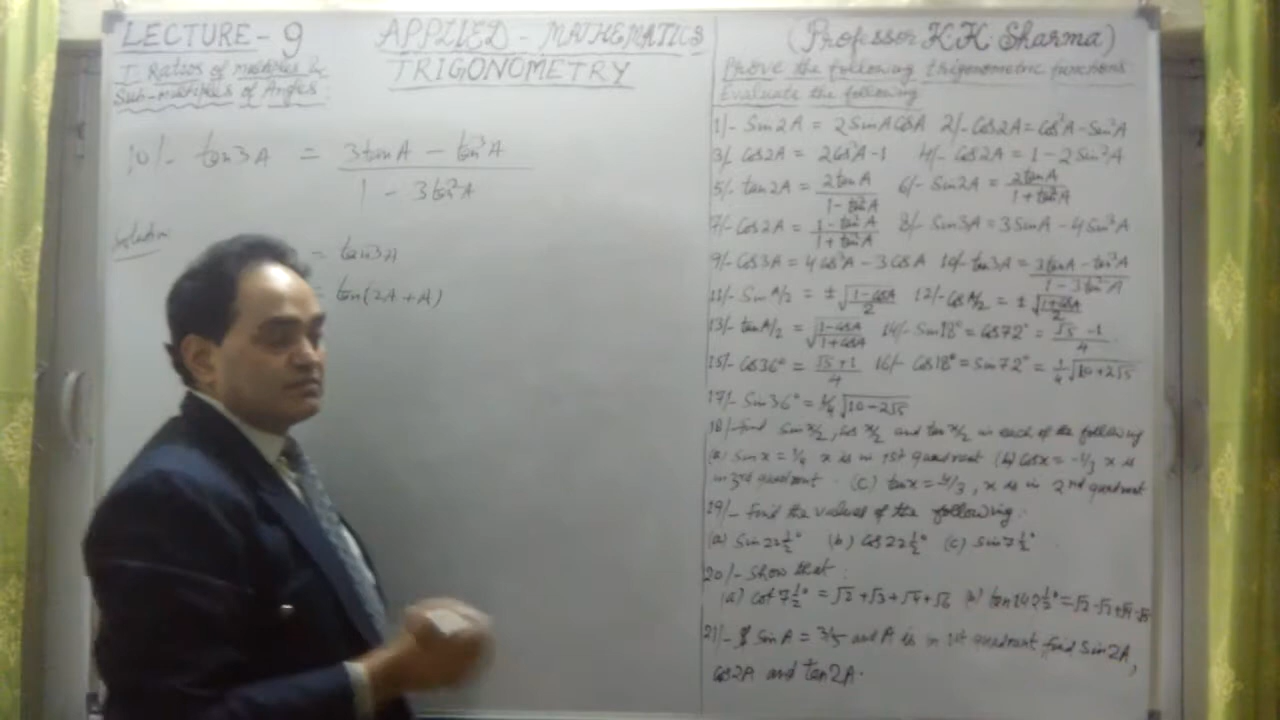 LECTURE - 9
T. Ratios of multiples &
Sub-multiples of Angles
APPLIED - MATHEMATICS
TRIGONOMETRY
10/- tan3A = (3tanA - tan³A)/(1 - 3tan²A)
Solution
= tan3A
= tan(2A + A)
(Professor K.K. Sharma)
Prove the following trigonometric functions
Evaluate the following
1/- Sin2A = 2SinA CosA 2/- Cos2A = Cos²A - Sin²A
3/- Cos2A = 2Cos²A - 1 4/- Cos2A = 1 - 2Sin²A
5/- tan2A = 2tanA/(1 - tan²A) 6/- Sin2A = 2tanA/(1 + tan²A)
7/- Cos2A = (1 - tan²A)/(1 + tan²A) 8/- Sin3A = 3SinA - 4Sin³A
9/- Cos3A = 4Cos³A - 3CosA 10/- tan3A = (3tanA - tan³A)/(1 - 3tan²A)
11/- Sin A/2 = ±√((1 - CosA)/2) 12/- Cos A/2 = ±√((1 + CosA)/2)
13/- tan A/2 = √((1 - CosA)/(1 + CosA)) 14/- Sin18° = Cos72° = (√5 - 1)/4
15/- Cos36° = (√5 + 1)/4 16/- Cos18° = Sin72° = 1/4 √(10 + 2√5)
17/- Sin36° = 1/4 √(10 - 2√5)
18/- Find Sin x/2, Cos x/2 and tan x/2 in each of the following
(a) Sin x = 1/4 x is in 1st quadrant (b) Cosx = -1/3 x is
in 3rd quadrant (C) tanx = -4/3, x is in 2nd quadrant
19/- Find the values of the following:
(a) Sin 22½° (b) Cos 22½° (c) Sin 7½°
20/- Show that:
(a) Cot 7½° = √2 + √3 + √4 + √6 (b) tan 142½° = √2 - √3 + √4 - √6
21/- SinA = 3/5 and A is in 1st quadrant find Sin2A,
Cos2A and tan2A.